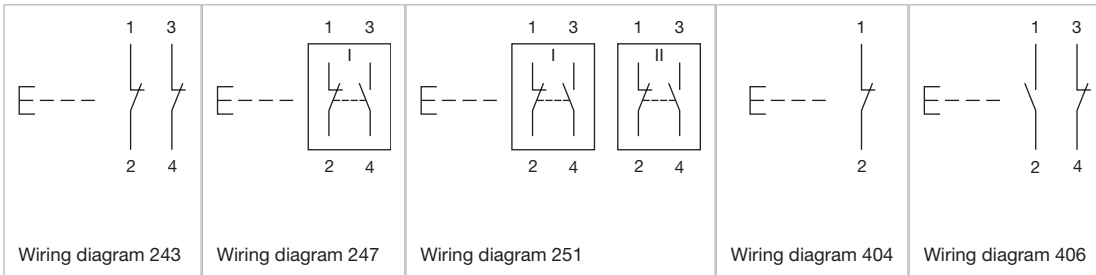 1 3
2 4
Wiring diagram 243
1 3
I
2 4
Wiring diagram 247
1 3
I
2 4
1 3
II
2 4
Wiring diagram 251
1
2
Wiring diagram 404
1 3
2 4
Wiring diagram 406